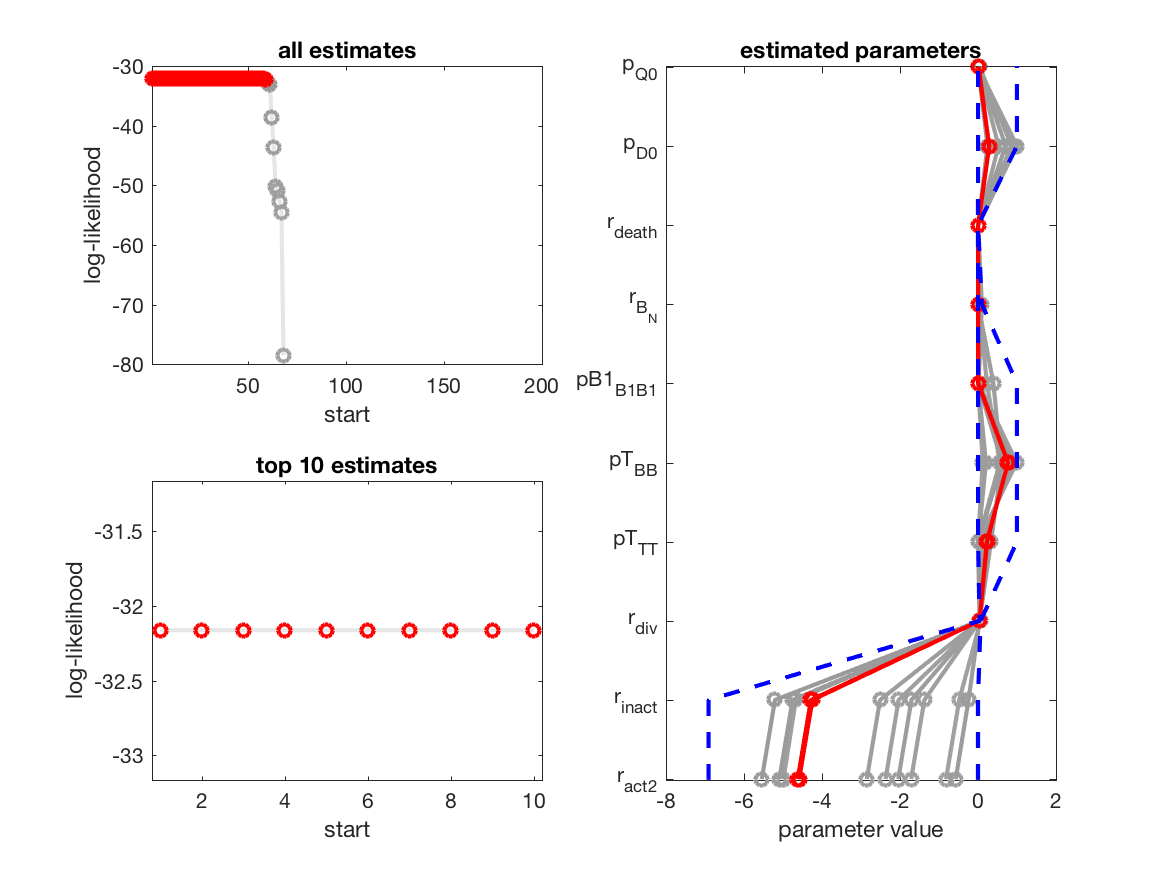 all estimates
-30
-40
-50
-60
-70
-80
log-likelihood
50
100
150
200
start
top 10 estimates
-31.5
-32
-32.5
-33
log-likelihood
2
4
6
8
10
start
estimated parameters
p_Q0
p_D0
r_death
r_B_N
pB1_B1B1
pT_BB
pT_TT
r_div
r_inact
r_act2
-8
-6
-4
-2
0
2
parameter value